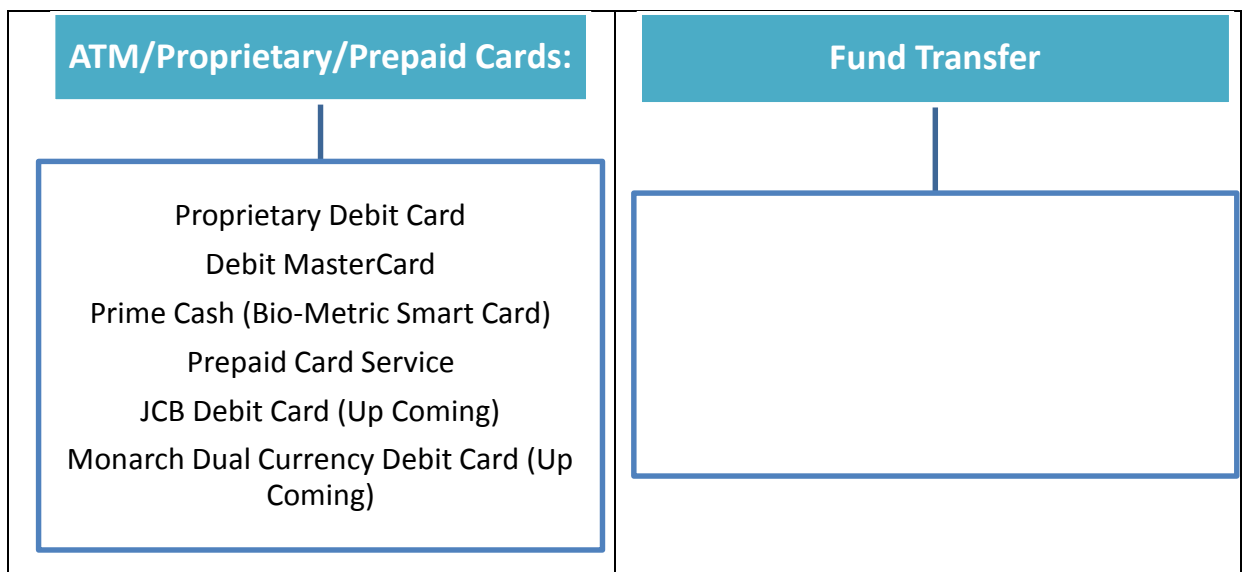 ATM/Proprietary/Prepaid Cards:
Proprietary Debit Card
Debit MasterCard
Prime Cash (Bio-Metric Smart Card)
Prepaid Card Service
JCB Debit Card (Up Coming)
Monarch Dual Currency Debit Card (Up
Coming)
Fund Transfer